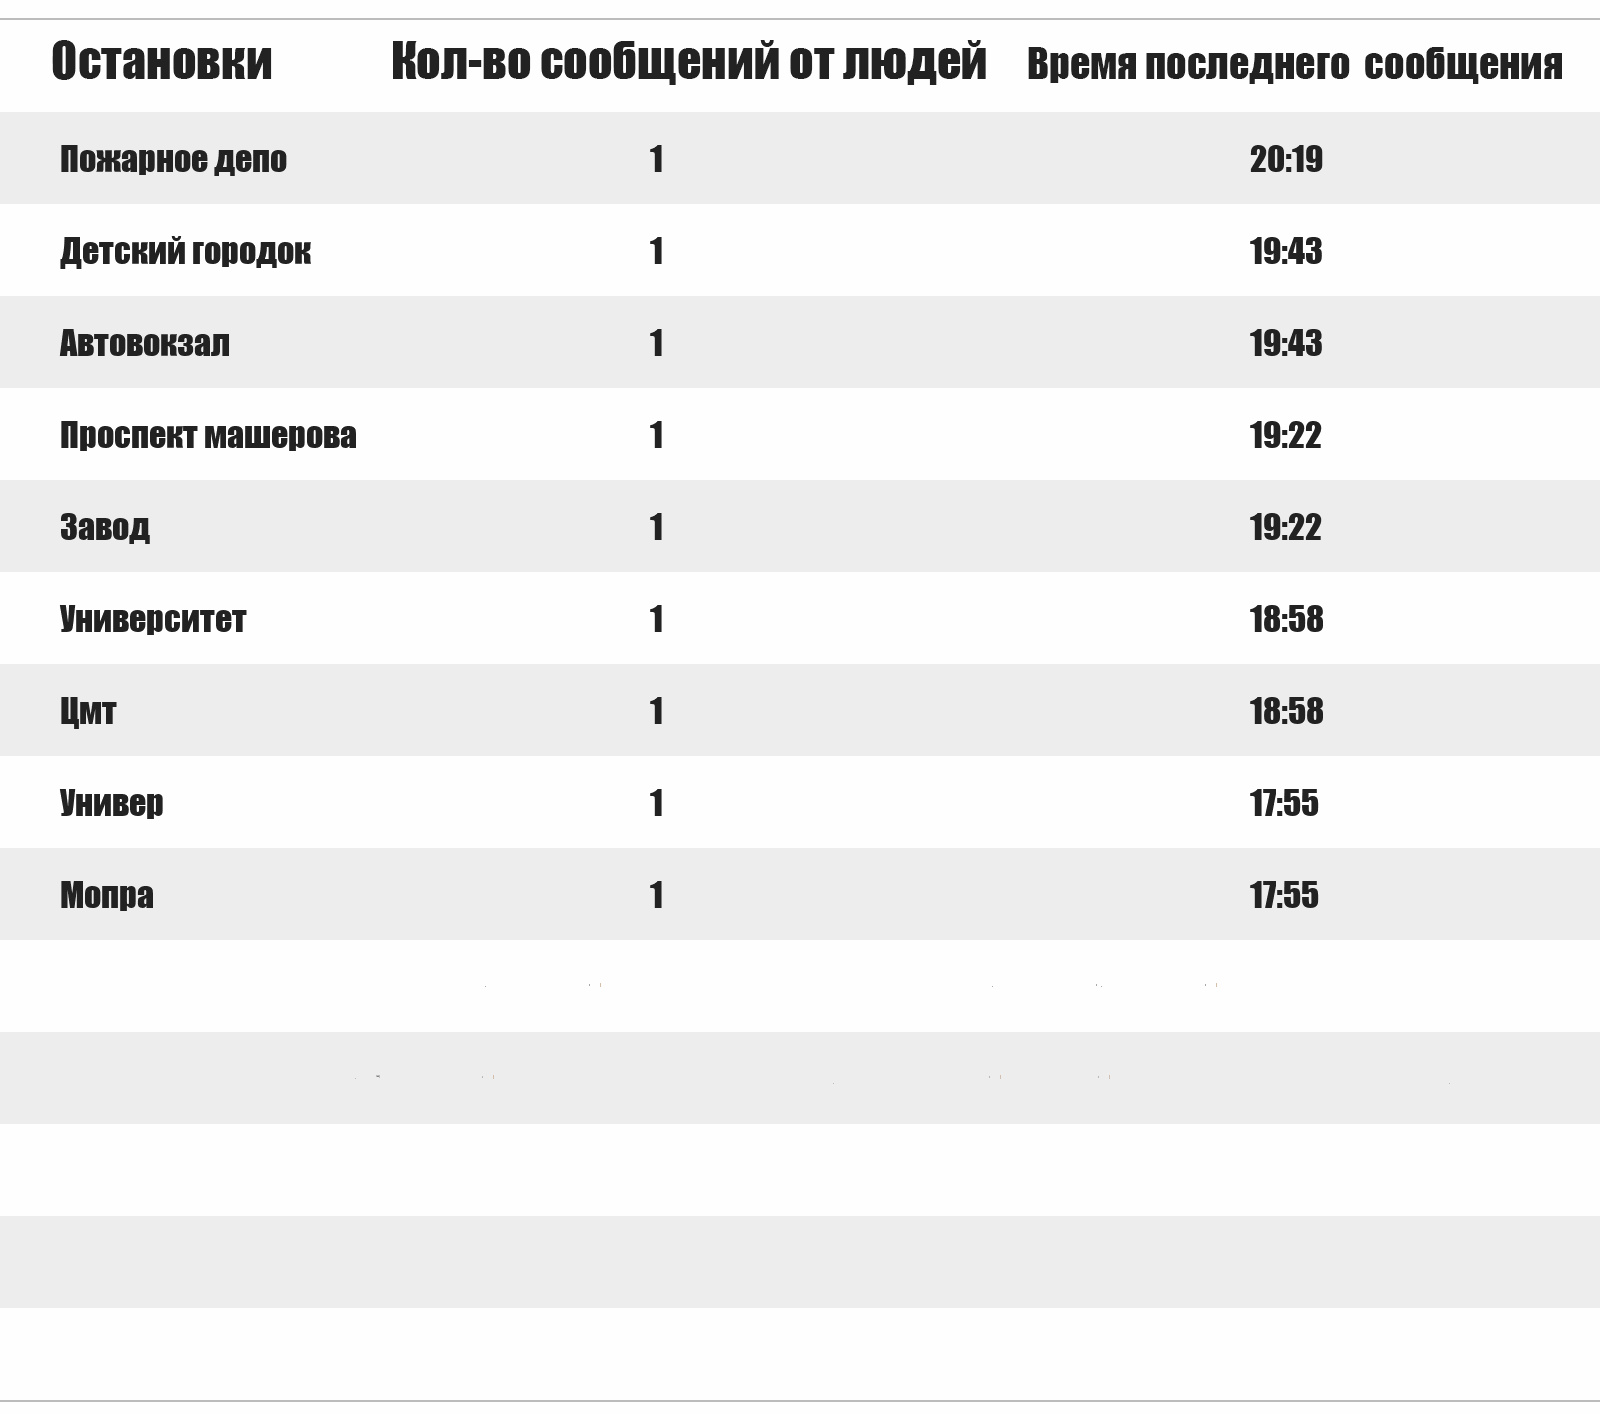 Остановки Кол-во сообщений от людей Время последнего сообщения
Пожарное депо 1 20:19
Детский городок 1 19:43
Автовокзал 1 19:43
Проспект машерова 1 19:22
Завод 1 19:22
Университет 1 18:58
Цмт 1 18:58
Универ 1 17:55
Мопра 1 17:55